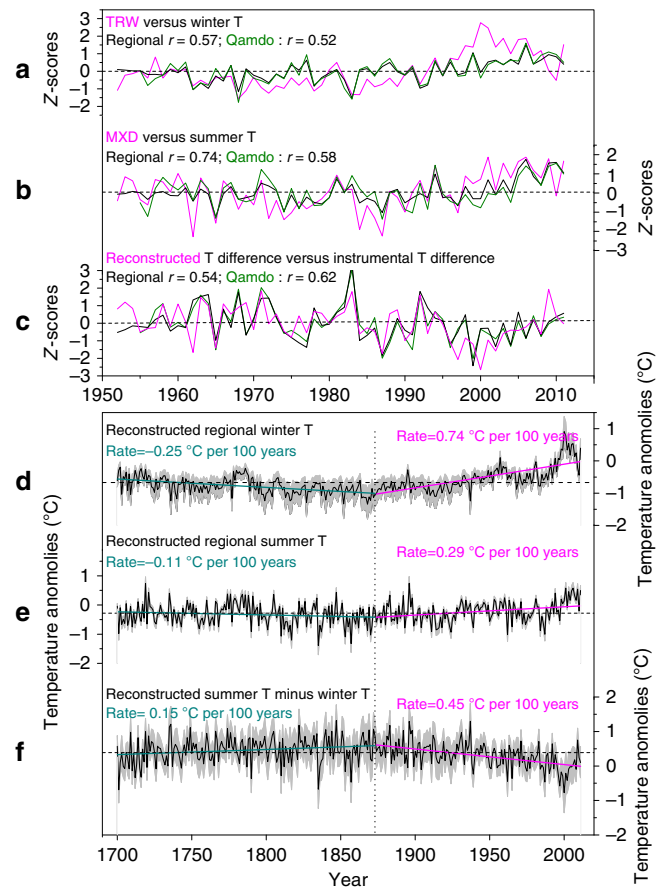 TRW versus winter T
Regional r = 0.57; Qamdo : r = 0.52
a
Z-scores
3
2
1
0
−1
−2
MXD versus summer T
Regional r = 0.74; Qamdo : r = 0.58
b
Z-scores
2
1
0
−1
−2
−3
Reconstructed T difference versus instrumental T difference
Regional r = 0.54; Qamdo : r = 0.62
c
Z-scores
3
2
1
0
−1
−2
−3
1950 1960 1970 1980 1990 2000 2010
Temperature anomolies (°C)
Reconstructed regional winter T
Rate=−0.25 °C per 100 years
Rate=0.74 °C per 100 years
d
1
0
−1
−2
Temperature anomolies (°C)
Reconstructed regional summer T
Rate=−0.11 °C per 100 years
Rate=0.29 °C per 100 years
e
1
0
−1
−2
Temperature anomolies (°C)
Reconstructed summer T minus winter T
Rate= 0.15 °C per 100 years
Rate=0.45 °C per 100 years
f
2
1
0
−1
−2
1700 1750 1800 1850 1900 1950 2000
Year